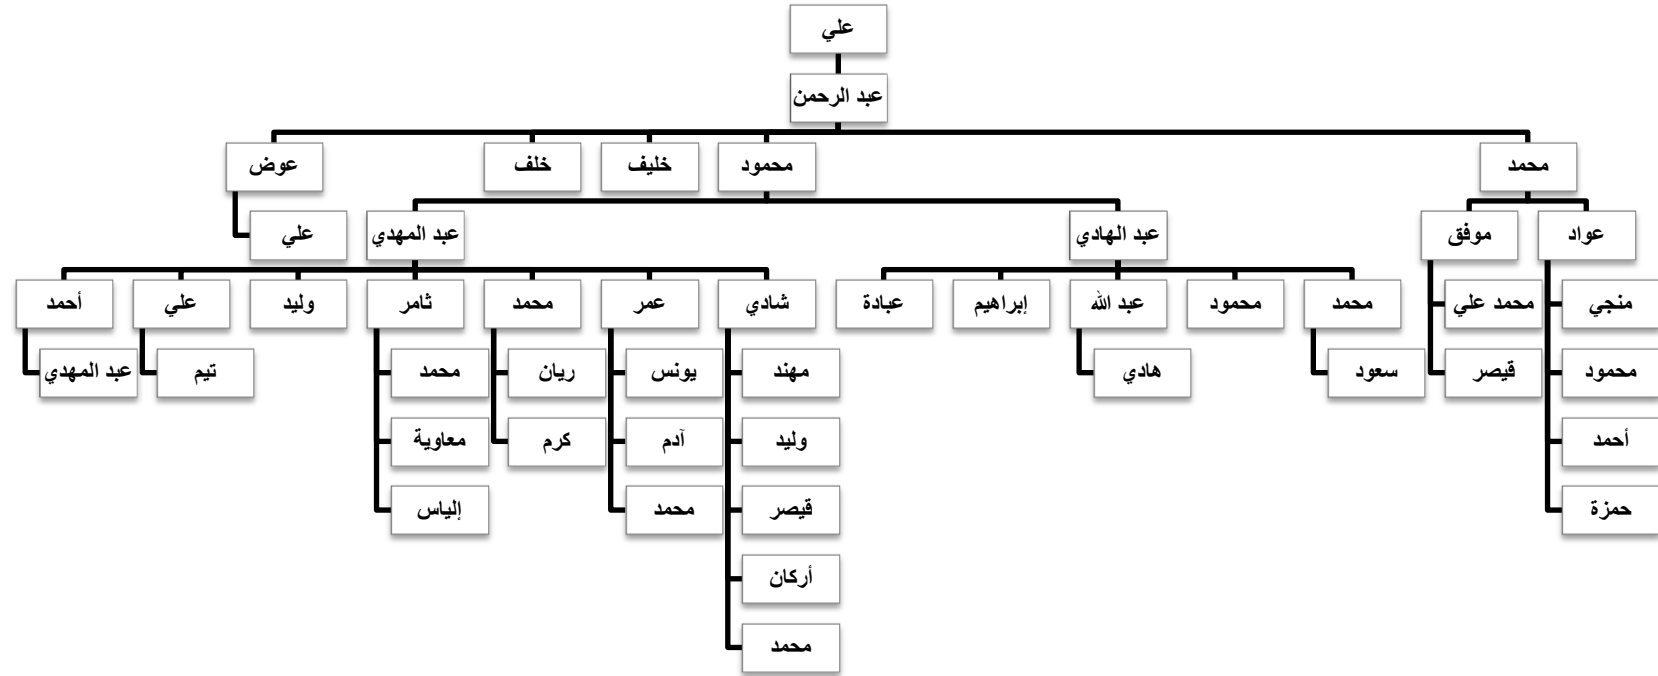 علي
عبد الرحمن
محمد
محمود
خليف
خلف
عوض
عواد
موفق
عبد الهادي
عبد المهدي
علي
منجي
محمد علي
محمد
محمود
عبد الله
إبراهيم
عبادة
شادي
عمر
محمد
ثامر
وليد
علي
أحمد
محمود
قيصر
سعود
هادي
مهند
يونس
ريان
محمد
تيم
عبد المهدي
أحمد
وليد
آدم
كرم
معاوية
حمزة
قيصر
محمد
إلياس
أركان
محمد